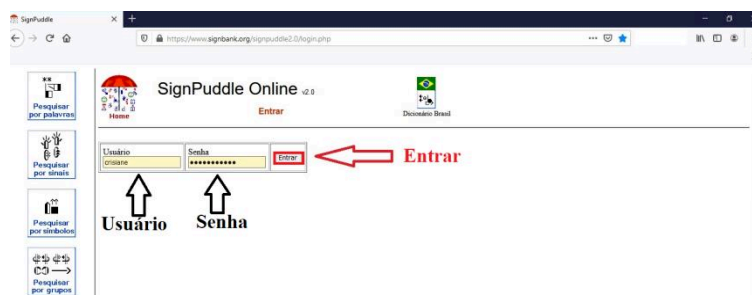 SignPuddle
https://www.signbank.org/signpuddle2.0/login.php
Pesquisar
por palavras
Home
SignPuddle Online v2.0
Entrar
Dicionário Brasil
Pesquisar
por sinais
Usuário Senha
crisiane Entrar
Entrar
Usuário Senha
Pesquisar
por símbolos
Pesquisar
por grupos